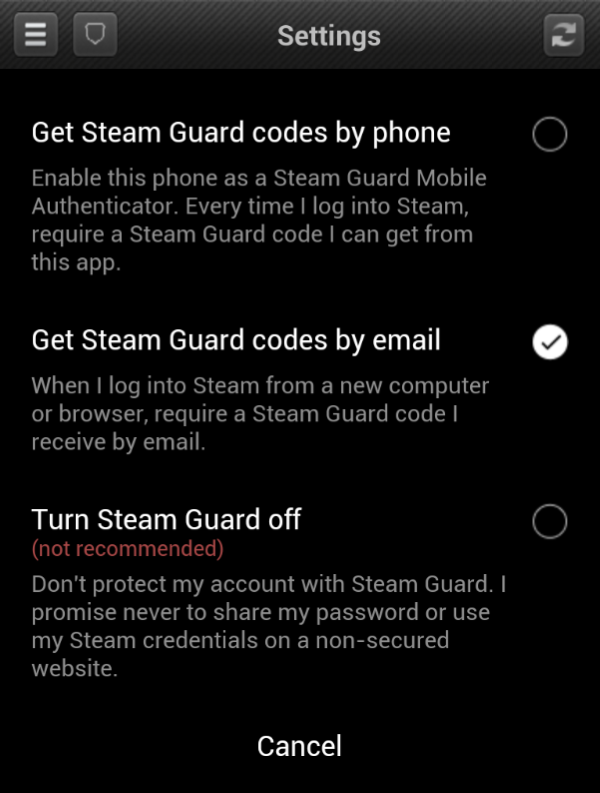 Settings
Get Steam Guard codes by phone
Enable this phone as a Steam Guard Mobile
Authenticator. Every time I log into Steam,
require a Steam Guard code I can get from
this app.
Get Steam Guard codes by email
When I log into Steam from a new computer
or browser, require a Steam Guard code I
receive by email.
Turn Steam Guard off
(not recommended)
Don't protect my account with Steam Guard. I
promise never to share my password or use
my Steam credentials on a non-secured
website.
Cancel